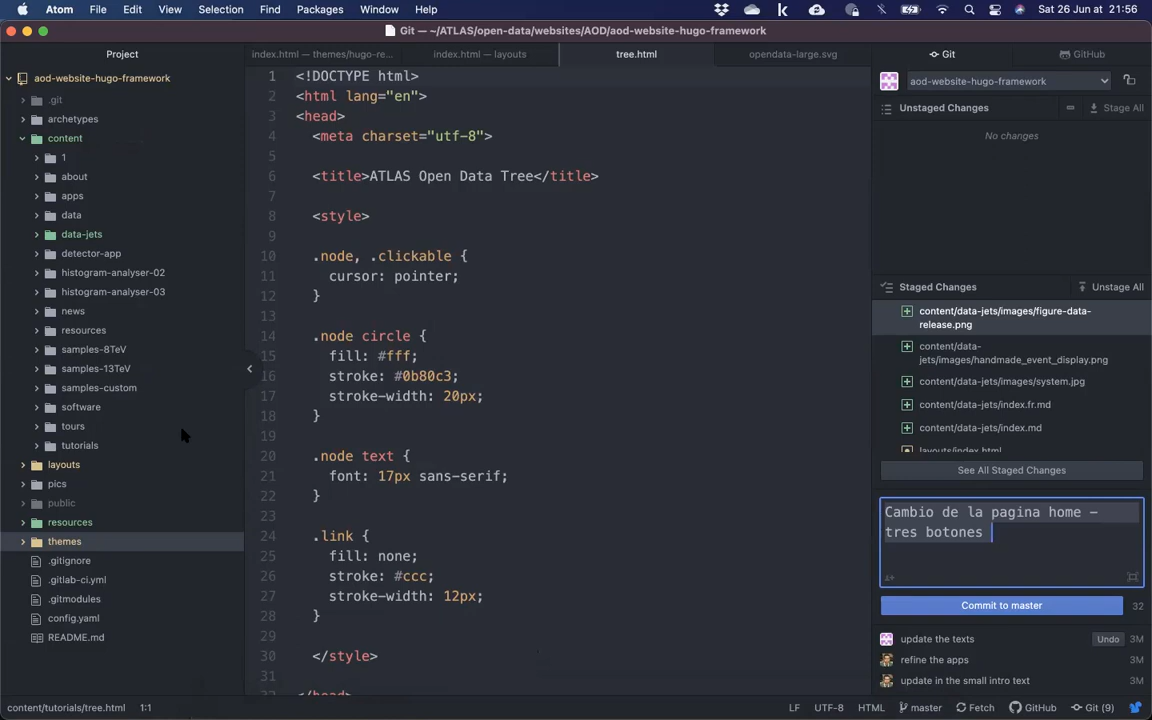 Atom File Edit View Selection Find Packages Window Help Sat 26 Jun at 21:56
Git — ~/ATLAS/open-data/websites/AOD/aod-website-hugo-framework
Project
index.html — themes/hugo-re...
index.html — layouts
tree.html
opendata-large.svg
Git
GitHub
aod-website-hugo-framework
.git
archetypes
content
1
about
apps
data
data-jets
detector-app
histogram-analyser-02
histogram-analyser-03
news
resources
samples-8TeV
samples-13TeV
samples-custom
software
tours
tutorials
layouts
pics
public
resources
themes
.gitignore
.gitlab-ci.yml
.gitmodules
config.yaml
README.md
1 <!DOCTYPE html>
2 <html lang="en">
3 <head>
4 <meta charset="utf-8">
5
6 <title>ATLAS Open Data Tree</title>
7
8 <style>
9
10 .node, .clickable {
11 cursor: pointer;
12 }
13
14 .node circle {
15 fill: #fff;
16 stroke: #0b80c3;
17 stroke-width: 20px;
18 }
19
20 .node text {
21 font: 17px sans-serif;
22 }
23
24 .link {
25 fill: none;
26 stroke: #ccc;
27 stroke-width: 12px;
28 }
29
30 </style>
31
32 </head>
aod-website-hugo-framework
Unstaged Changes
Stage All
No changes
Staged Changes
Unstage All
content/data-jets/images/figure-data-
release.png
content/data-
jets/images/handmade_event_display.png
content/data-jets/images/system.jpg
content/data-jets/index.fr.md
content/data-jets/index.md
layouts/index.html
See All Staged Changes
Cambio de la pagina home –
tres botones
Commit to master
32
update the texts Undo 3M
refine the apps 3M
update in the small intro text 3M
content/tutorials/tree.html 1:1
LF UTF-8 HTML master Fetch GitHub Git (9)